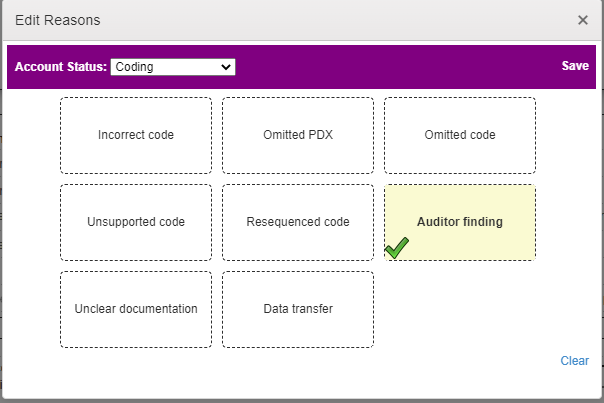 Edit Reasons ×
Account Status: Coding Save
Incorrect code Omitted PDX Omitted code
Unsupported code Resequenced code Auditor finding
Unclear documentation Data transfer
Clear